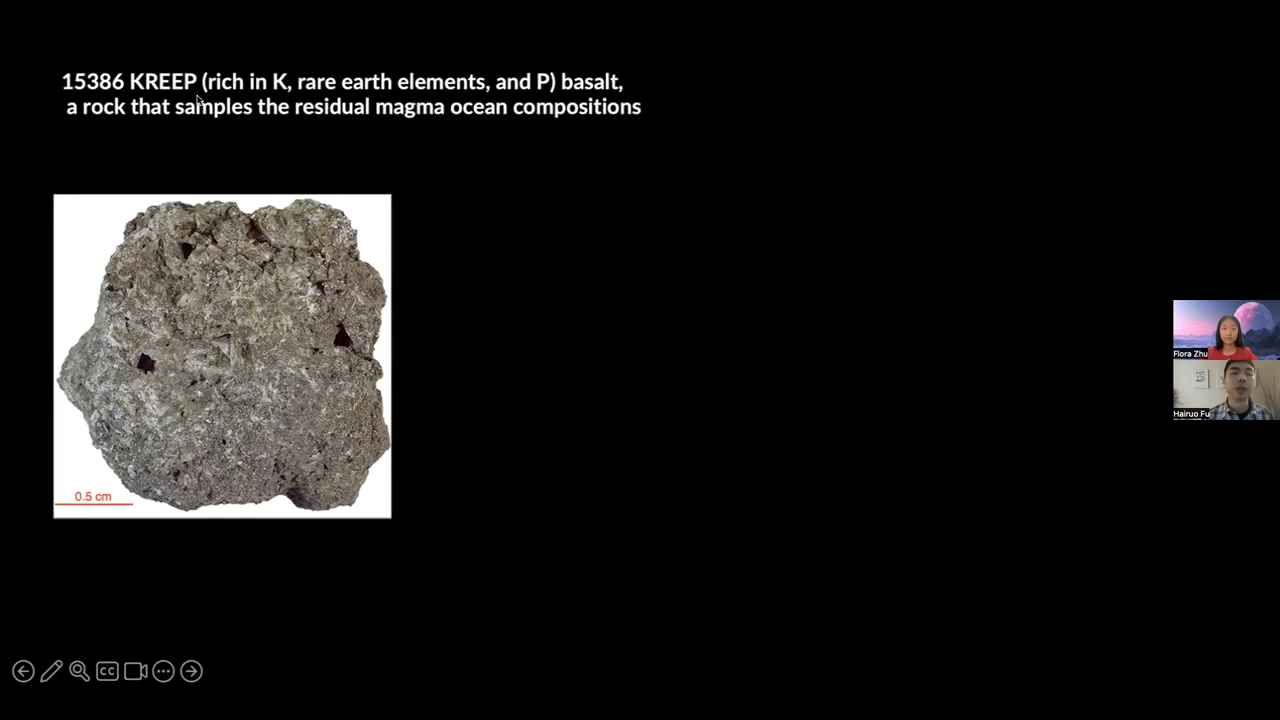 15386 KREEP (rich in K, rare earth elements, and P) basalt,
a rock that samples the residual magma ocean compositions
0.5 cm
Flora Zhu
Hairuo Fu
CC